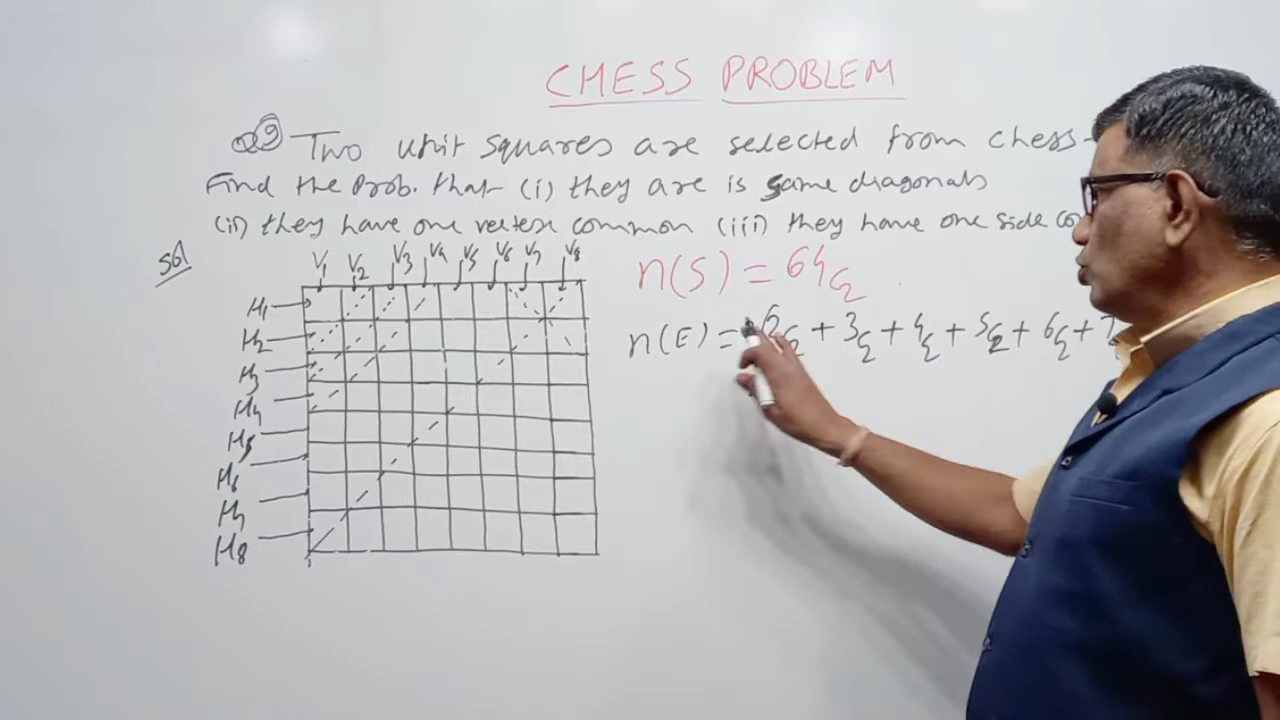 CHESS PROBLEM
Q9 Two unit squares are selected from chess-
Find the Prob. that (i) they are is same diagonals
(ii) they have one vertex common (iii) they have one side co
Sol
V1 V2 V3 V4 V5 V6 V7 V8
n(S) = 64C2
H1
H2
n(E) = 2C2 + 3C2 + 4C2 + 5C2 + 6C2 + 7
H3
H4
H5
H6
H7
H8